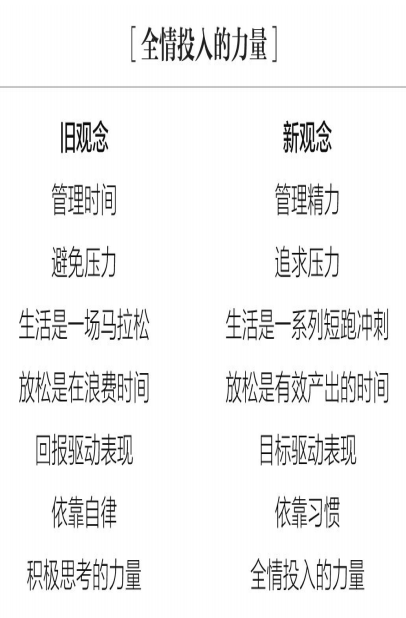 [全情投入的力量]
旧观念 新观念
管理时间 管理精力
避免压力 追求压力
生活是一场马拉松 生活是一系列短跑冲刺
放松是在浪费时间 放松是有效产出的时间
回报驱动表现 目标驱动表现
依靠自律 依靠习惯
积极思考的力量 全情投入的力量